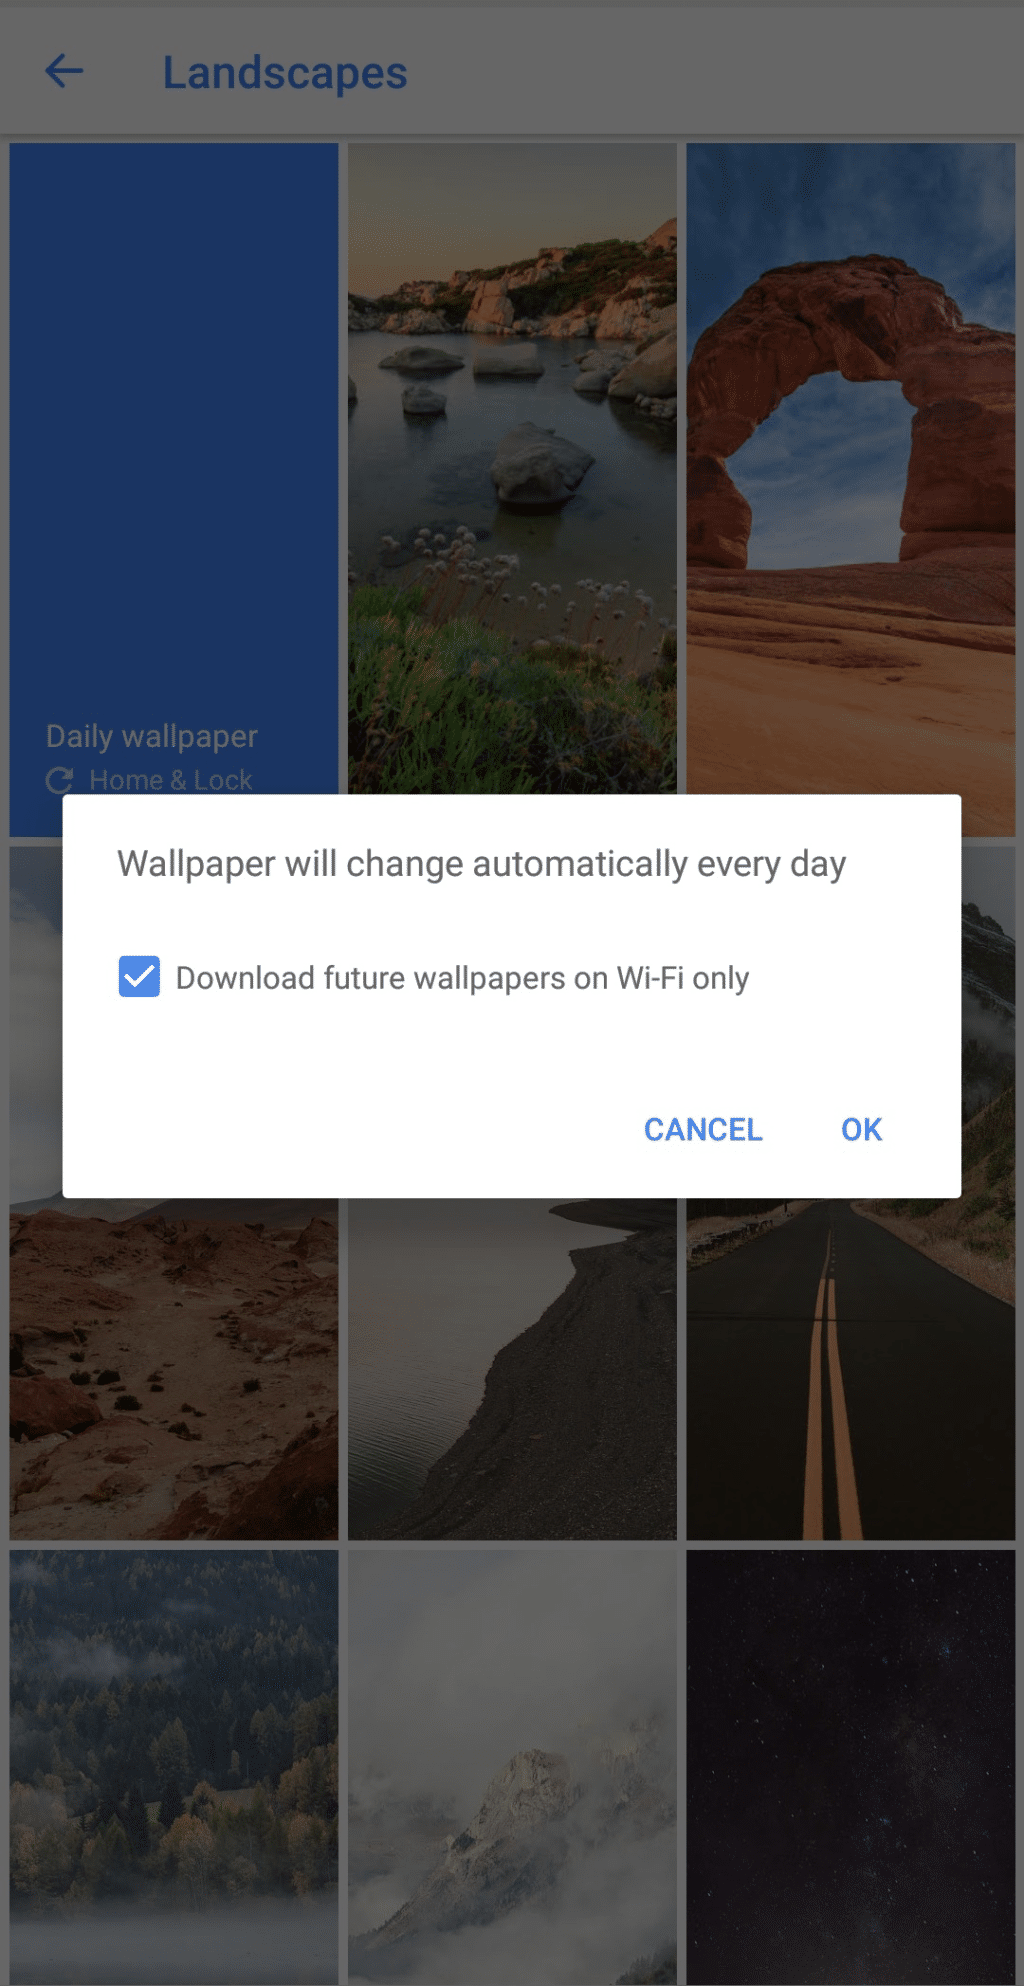 Landscapes
Daily wallpaper
Home & Lock
Wallpaper will change automatically every day
Download future wallpapers on Wi-Fi only
CANCEL OK